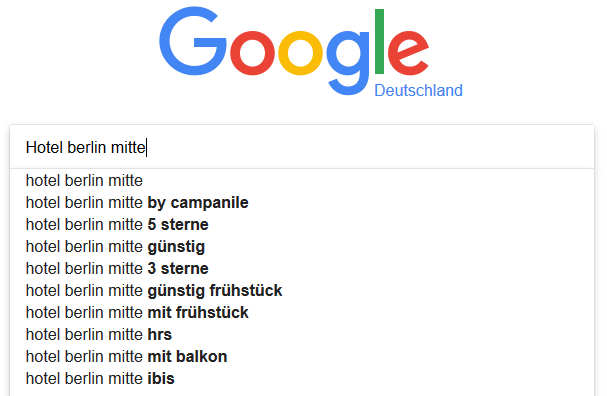 Google
Deutschland
Hotel berlin mitte
hotel berlin mitte
hotel berlin mitte by campanile
hotel berlin mitte 5 sterne
hotel berlin mitte günstig
hotel berlin mitte 3 sterne
hotel berlin mitte günstig frühstück
hotel berlin mitte mit frühstück
hotel berlin mitte hrs
hotel berlin mitte mit balkon
hotel berlin mitte ibis